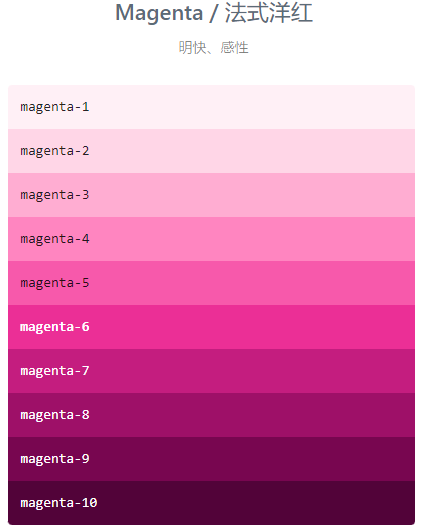 Magenta / 法式洋红
明快、感性
magenta-1
magenta-2
magenta-3
magenta-4
magenta-5
magenta-6
magenta-7
magenta-8
magenta-9
magenta-10